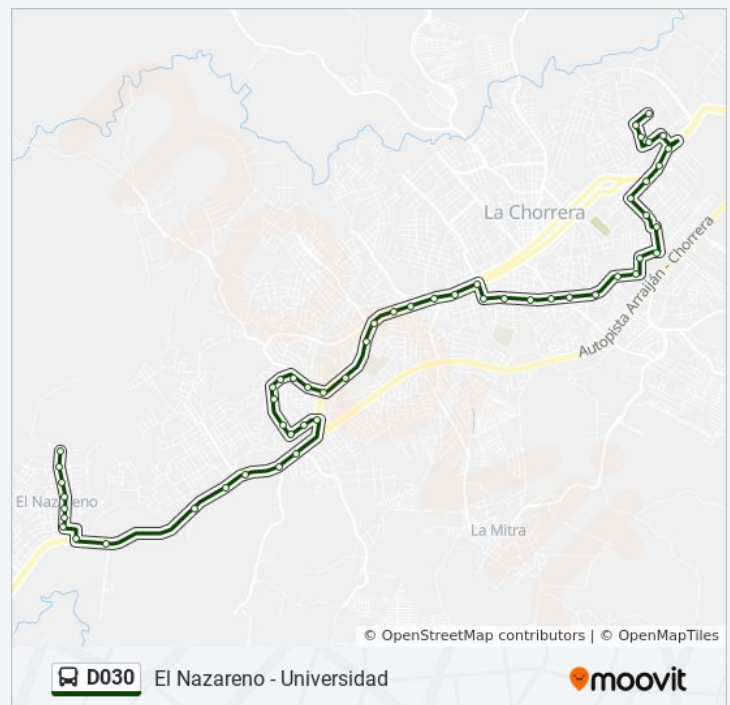 La Chorrera
Autopista Arraiján - Chorrera
El Nazareno
La Mitra
© OpenStreetMap contributors | © OpenMapTiles
D030 El Nazareno - Universidad
moovit